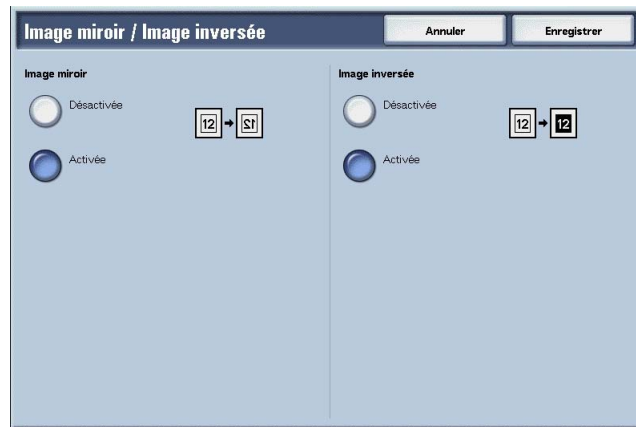 Image miroir / Image inversée
Annuler
Enregistrer
Image miroir
Désactivée
12
12
Activée
Image inversée
Désactivée
12
12
Activée